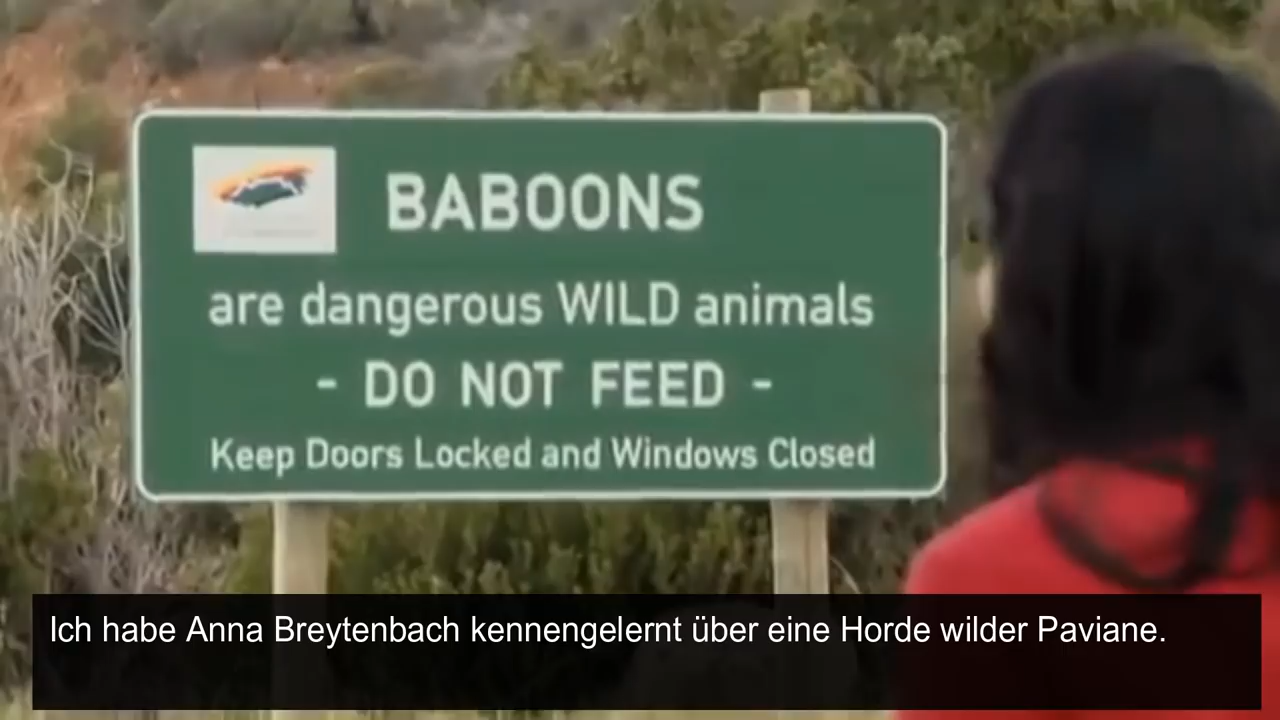 BABOONS
are dangerous WILD animals
- DO NOT FEED -
Keep Doors Locked and Windows Closed
Ich habe Anna Breytenbach kennengelernt über eine Horde wilder Paviane.